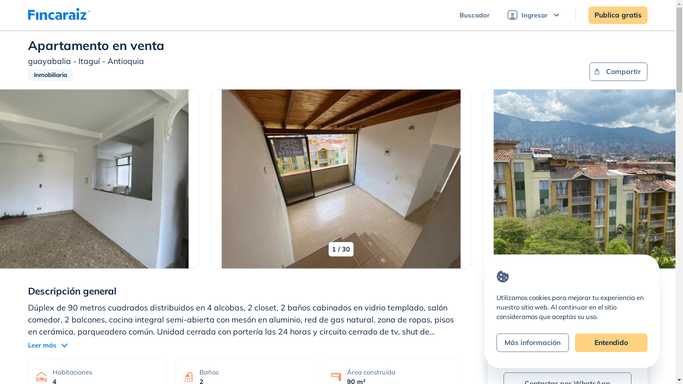 Fincaraiz
Buscador
Ingresar
Publica gratis
Apartamento en venta
guayabalia - Itagui - Antioquia
Inmobiliaria
Compartir
1 / 30
Descripción general
Dúplex de 90 metros cuadrados distribuidos en 4 alcobas, 2 closet, 2 baños cabinados en vidrio templado, salón
comedor, 2 balcones, cocina integral semi-abierta con mesón en aluminio, red de gas natural, zona de ropas, pisos
en cerámica, parqueadero común. Unidad cerrada con portería las 24 horas y circuito cerrado de tv, shut de...
Leer más
Habitaciones
4
Baños
2
Área construida
90 m²
Utilizamos cookies para mejorar tu experiencia en
nuestro sitio web. Al continuar en el sitio
consideramos que aceptas su uso.
Más información
Entendido
Contactar por WhatsApp